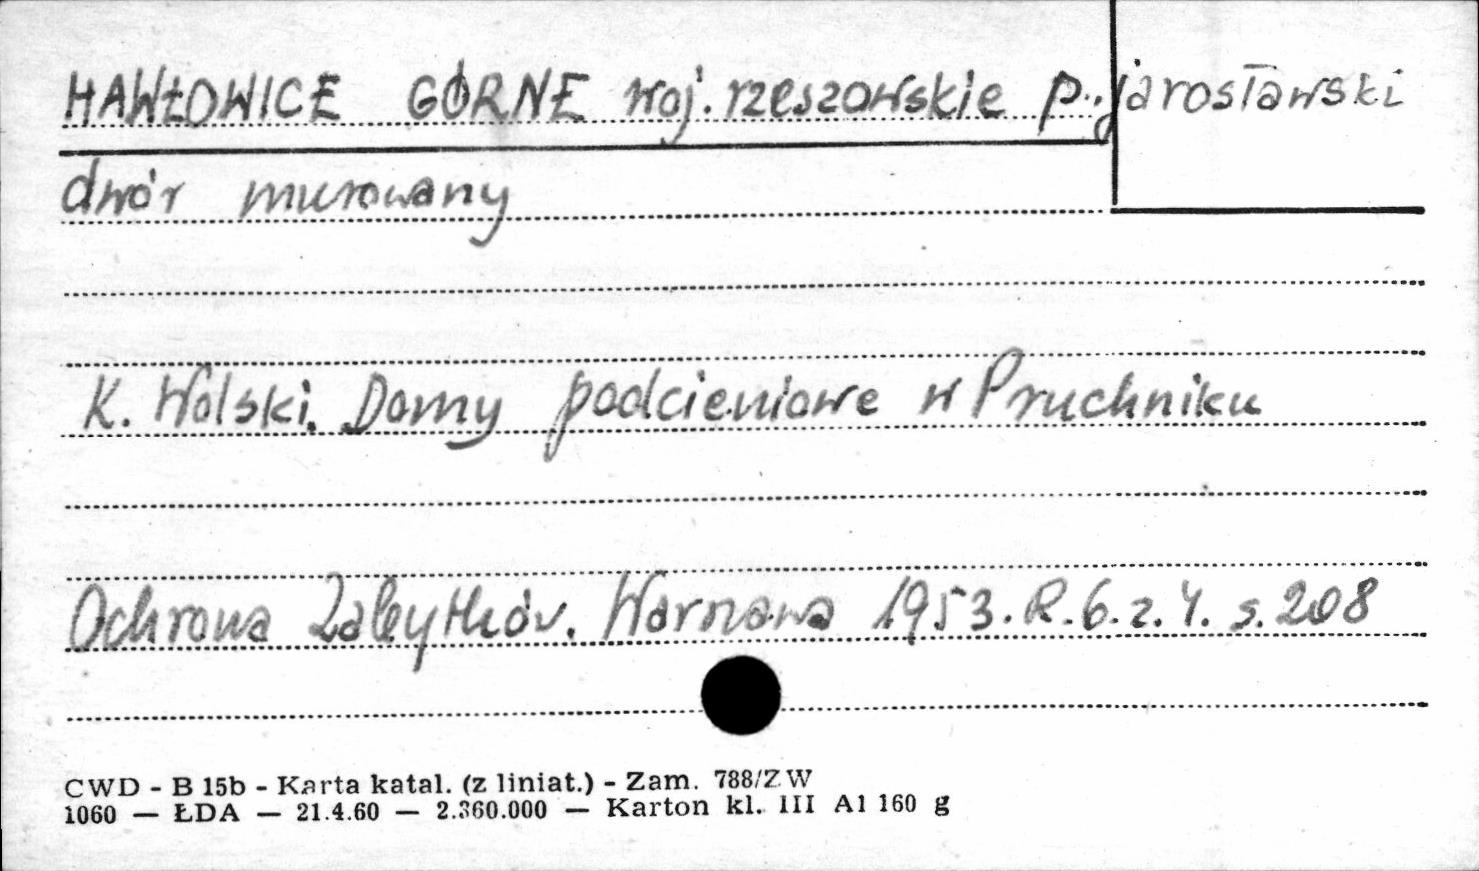 HAWŁOWICE GÓRNE woj. rzeszowskie p. jarosławski
dwór murowany
K. Wolski. Domy podcieniowe w Pruchniku
Ochrona Zabytków. Warszawa 1953. R.6. z. 4. s. 208
CWD - B 15b - Karta katal. (z liniat.) - Zam. 788/ZW
1060 — ŁDA — 21.4.60 — 2.360.000 — Karton kl. III A1 160 g